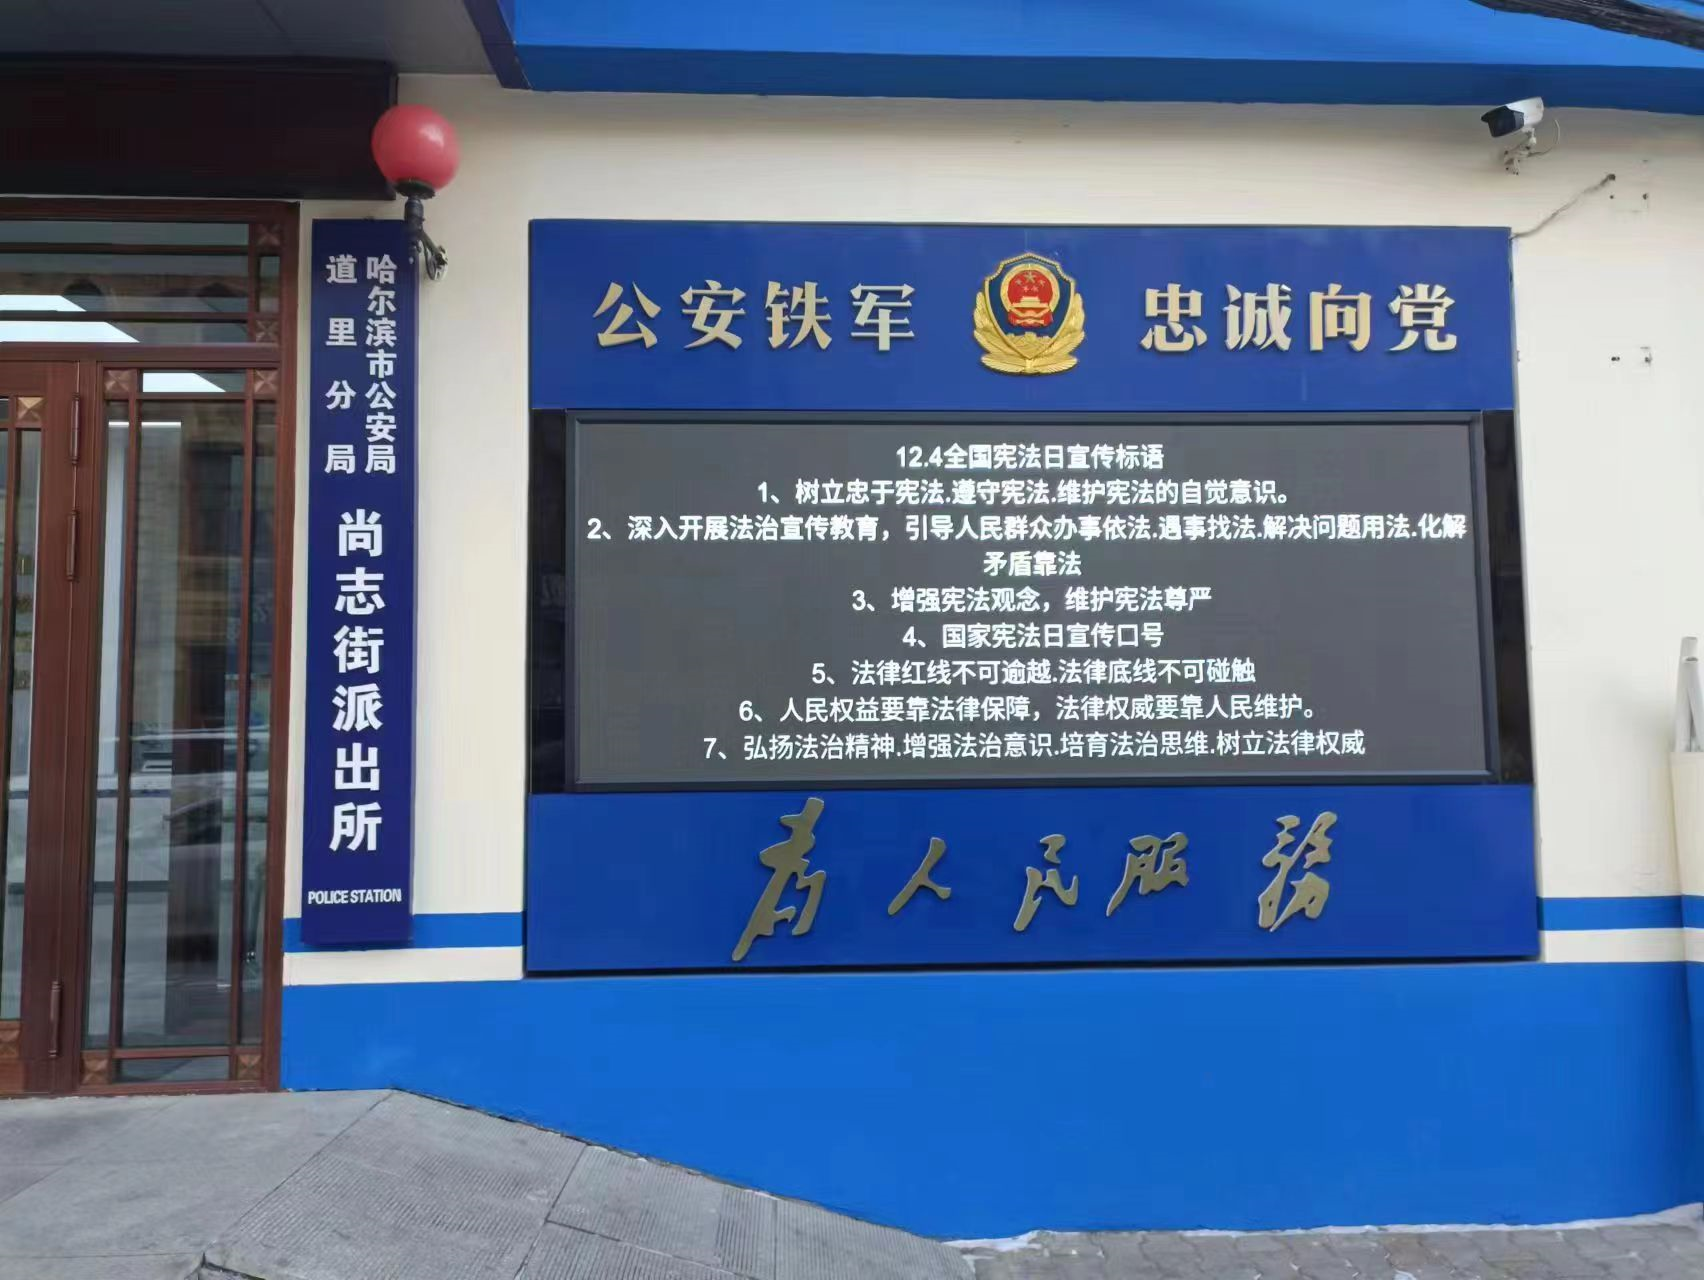 哈尔滨市公安局
道里分局
尚志街派出所
POLICE STATION
公安铁军 忠诚向党
12.4全国宪法日宣传标语
1、树立忠于宪法.遵守宪法.维护宪法的自觉意识。
2、深入开展法治宣传教育，引导人民群众办事依法.遇事找法.解决问题用法.化解
矛盾靠法
3、增强宪法观念，维护宪法尊严
4、国家宪法日宣传口号
5、法律红线不可逾越.法律底线不可碰触
6、人民权益要靠法律保障，法律权威要靠人民维护。
7、弘扬法治精神.增强法治意识.培育法治思维.树立法律权威
为人民服務